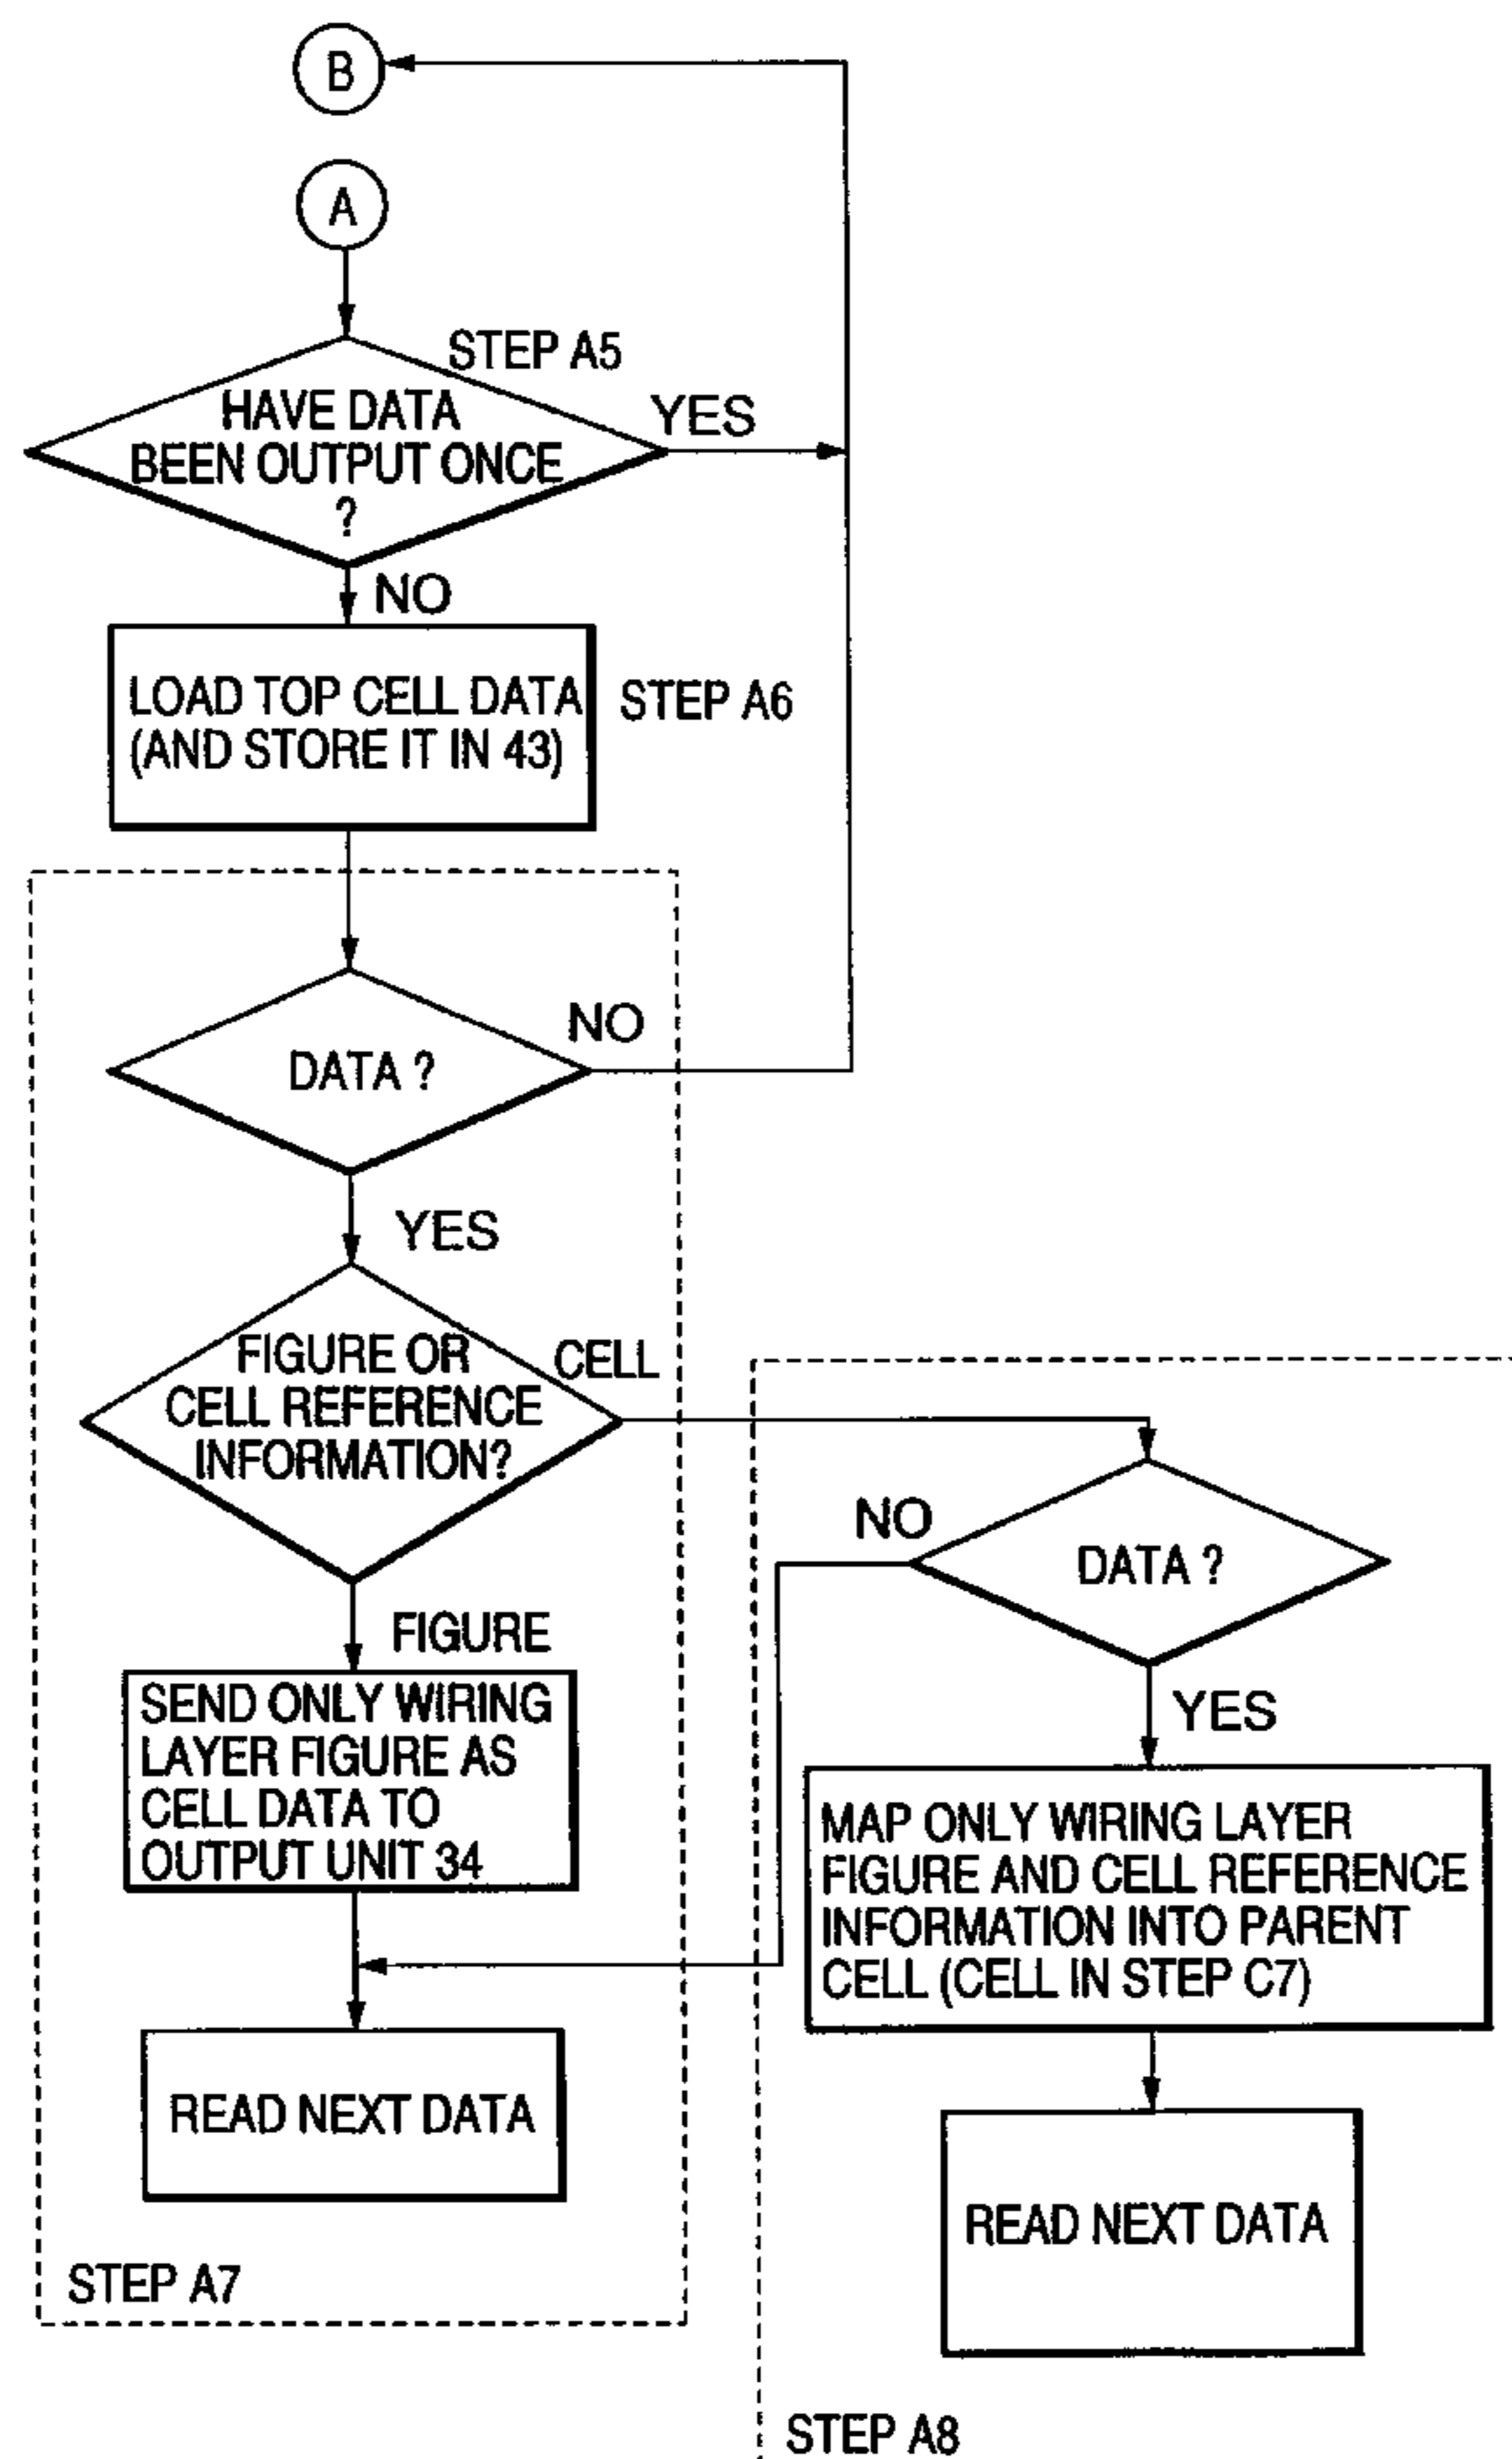 B
A
STEP A5
HAVE DATA
BEEN OUTPUT ONCE
?
YES
NO
LOAD TOP CELL DATA
(AND STORE IT IN 43)
STEP A6
DATA ?
NO
YES
FIGURE OR
CELL REFERENCE
INFORMATION?
CELL
FIGURE
SEND ONLY WIRING
LAYER FIGURE AS
CELL DATA TO
OUTPUT UNIT 34
READ NEXT DATA
STEP A7
DATA ?
NO
YES
MAP ONLY WIRING LAYER
FIGURE AND CELL REFERENCE
INFORMATION INTO PARENT
CELL (CELL IN STEP C7)
READ NEXT DATA
STEP A8